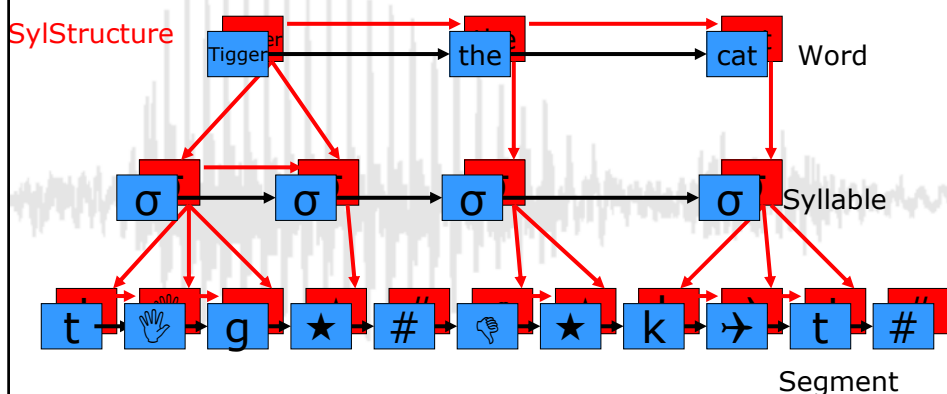 SylStructure
Tigger the cat Word
σ σ σ σ Syllable
t 🖑 g ★ # 👎 ★ k ✈ t #
Segment